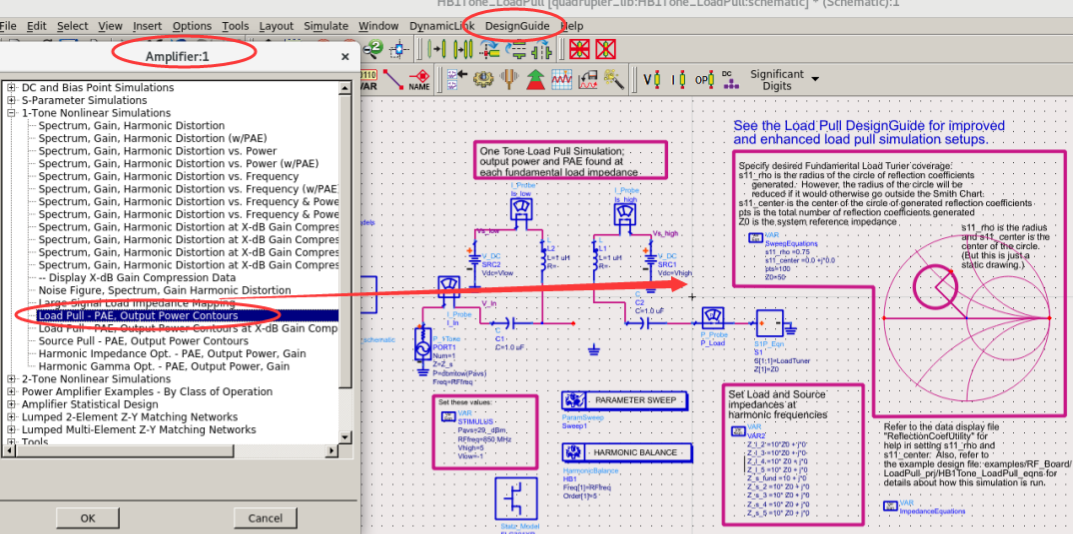 HB1Tone_LoadPull [quadrupler_lib:HB1Tone_LoadPull:schematic] * (Schematic):1
File Edit Select View Insert Options Tools Layout Simulate Window DynamicLink DesignGuide Help
Amplifier:1
DC and Bias Point Simulations
S-Parameter Simulations
1-Tone Nonlinear Simulations
Spectrum, Gain, Harmonic Distortion
Spectrum, Gain, Harmonic Distortion (w/PAE)
Spectrum, Gain, Harmonic Distortion vs. Power
Spectrum, Gain, Harmonic Distortion vs. Power (w/PAE)
Spectrum, Gain, Harmonic Distortion vs. Frequency
Spectrum, Gain, Harmonic Distortion vs. Frequency (w/PAE
Spectrum, Gain, Harmonic Distortion vs. Frequency & Powe
Spectrum, Gain, Harmonic Distortion vs. Frequency & Powe
Spectrum, Gain, Harmonic Distortion at X-dB Gain Compres
Spectrum, Gain, Harmonic Distortion at X-dB Gain Compres
Spectrum, Gain, Harmonic Distortion at X-dB Gain Compres
Spectrum, Gain, Harmonic Distortion at X-dB Gain Compres
-- Display X-dB Gain Compression Data
Noise Figure, Spectrum, Gain Harmonic Distortion
Large-Signal Load Impedance Mapping
Load Pull - PAE, Output Power Contours
Load Pull - PAE, Output Power Contours at X-dB Gain Comp
Source Pull - PAE, Output Power Contours
Harmonic Impedance Opt. - PAE, Output Power, Gain
Harmonic Gamma Opt. - PAE, Output Power, Gain
2-Tone Nonlinear Simulations
Power Amplifier Examples - By Class of Operation
Amplifier Statistical Design
Lumped 2-Element Z-Y Matching Networks
Lumped Multi-Element Z-Y Matching Networks
Tools
OK
Cancel
VAR
NAME
V
I
OP
DC
Significant
Digits
See the Load Pull DesignGuide for improved
and enhanced load pull simulation setups.
One Tone Load Pull Simulation;
output power and PAE found at
each fundamental load impedance
Specify desired Fundamental Load Tuner coverage:
s11_rho is the radius of the circle of reflection coefficients
generated. However, the radius of the circle will be
reduced if it would otherwise go outside the Smith Chart.
s11_center is the center of the circle of generated reflection coefficients
pts is the total number of reflection coefficients generated
Z0 is the system reference impedance
VAR
SweepEquations
s11_rho =0.75
s11_center =0.0 +j*0.0
pts=100
Z0=50
s11_rho is the radius
and s11_center is the
center of the circle.
(But this is just a
static drawing.)
I_Probe
Is_low
I_Probe
Is_high
Vs_low
Vs_high
V_DC
SRC2
Vdc=Vlow
L
L2
L=1 uH
R=
L
L1
L=1 uH
R=
V_DC
SRC1
Vdc=Vhigh
I_Probe
I_in
V_in
C
C1
C=1.0 uF
C
C2
C=1.0 uF
P_1Tone
PORT1
Num=1
Z=Z_s
P=dbmtow(Pavs)
Freq=RFfreq
P_Probe
P_Load
S1P_Eqn
S1
S[1,1]=LoadTuner
Z[1]=Z0
Set these values:
VAR
STIMULUS
Pavs=29_dBm
RFfreq=850 MHz
Vhigh=5
Vlow=-1
PARAMETER SWEEP
ParamSweep
Sweep1
HARMONIC BALANCE
HarmonicBalance
HB1
Freq[1]=RFfreq
Order[1]=5
Statz_Model
Set Load and Source
impedances at
harmonic frequencies
VAR
VAR2
Z_l_2 =10*Z0 + j*0
Z_l_3 =10*Z0 + j*0
Z_l_4 =10* Z0 + j*0
Z_l_5 =10* Z0 + j*0
Z_s_fund =10 + j*0
Z_s_2 =10* Z0 + j*0
Z_s_3 =10* Z0 + j*0
Z_s_4 =10* Z0 + j*0
Z_s_5 =10* Z0 + j*0
Refer to the data display file
"ReflectionCoefUtility" for
help in setting s11_rho and
s11_center. Also, refer to
the example design file: examples/RF_Board/
LoadPull_prj/HB1Tone_LoadPull_eqns for
details about how this simulation is run.
VAR
ImpedanceEquations